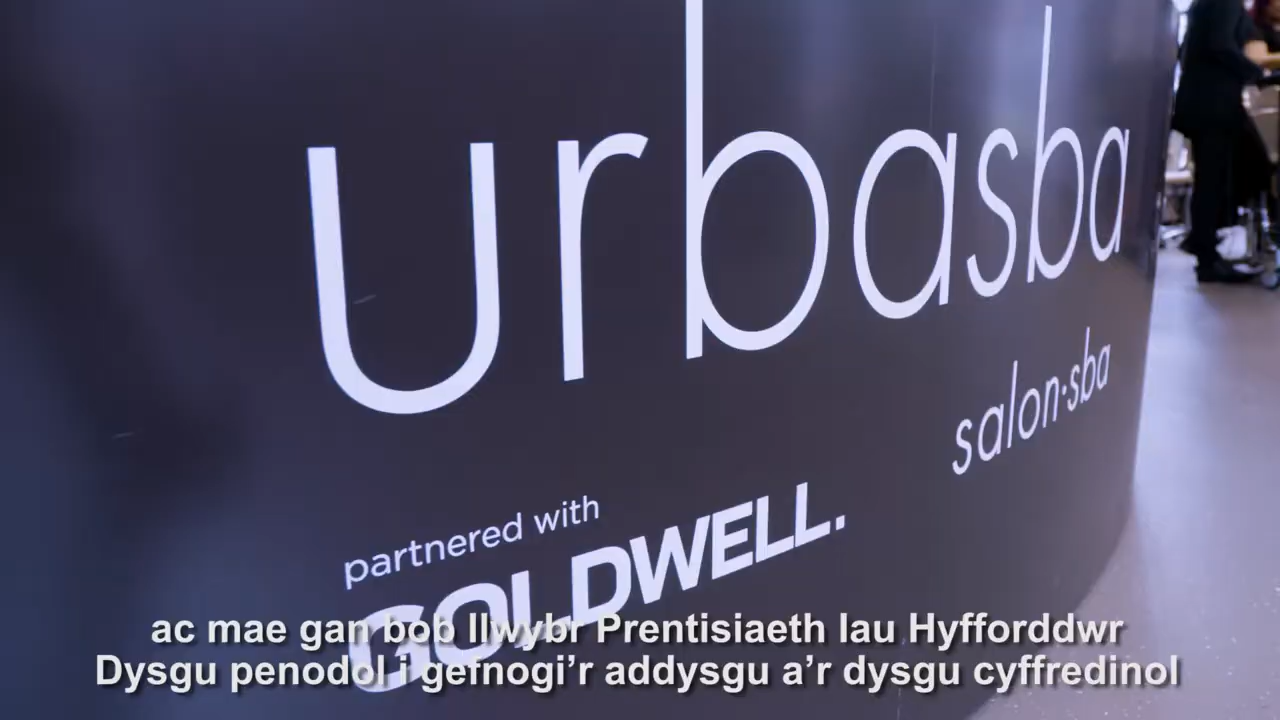 urbasba
salon·sba
partnered with
GOLDWELL.
ac mae gan bob llwybr Prentisiaeth Iau Hyfforddwr
Dysgu penodol i gefnogi’r addysgu a’r dysgu cyffredinol